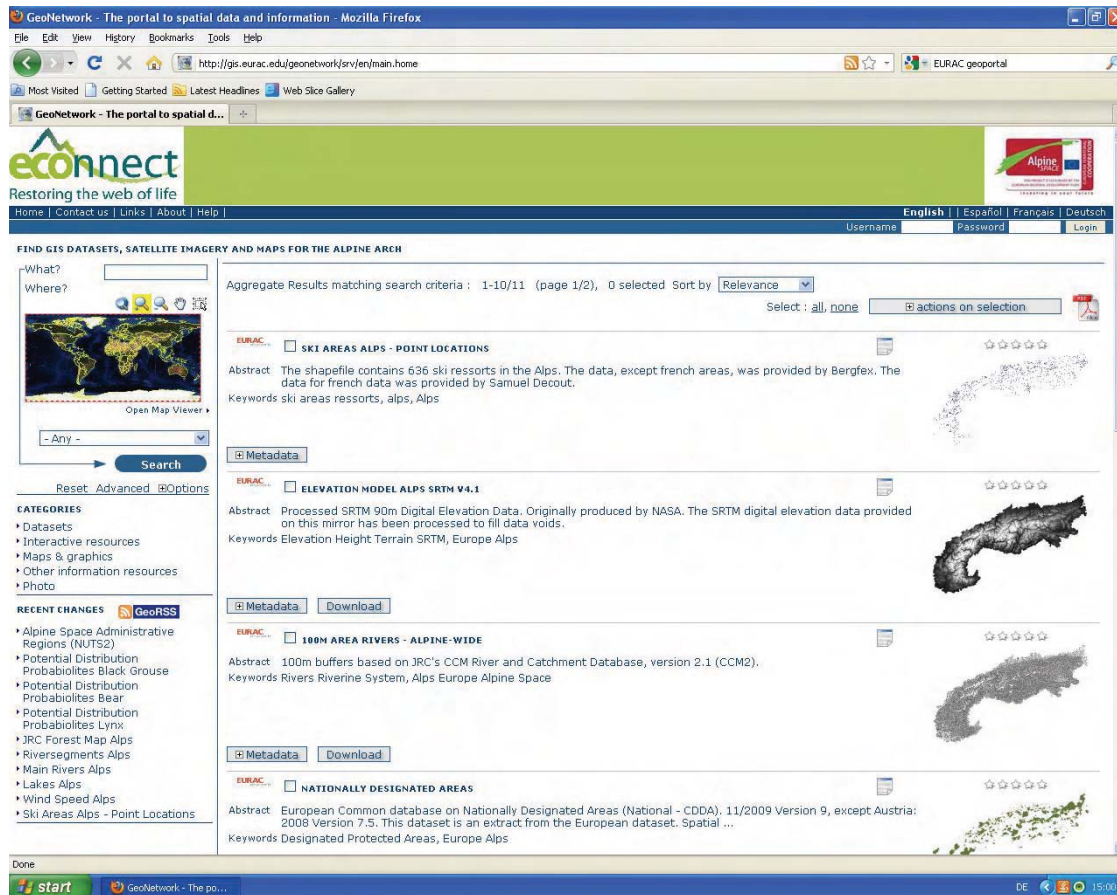 GeoNetwork - The portal to spatial data and information - Mozilla Firefox
File Edit View History Bookmarks Tools Help
http://gis.eurac.edu/geonetwork/srv/en/main.home
EURAC geoportal
Most Visited Getting Started Latest Headlines Web Slice Gallery
GeoNetwork - The portal to spatial d...
econnect
Restoring the web of life
Alpine
Space
Home | Contact us | Links | About | Help |
English | | Español | Français | Deutsch
Username Password Login
FIND GIS DATASETS, SATELLITE IMAGERY AND MAPS FOR THE ALPINE ARCH
What?
Where?
Open Map Viewer
- Any -
Search
Reset Advanced Options
CATEGORIES
Datasets
Interactive resources
Maps & graphics
Other information resources
Photo
RECENT CHANGES GeoRSS
Alpine Space Administrative
Regions (NUTS2)
Potential Distribution
Probabiolites Black Grouse
Potential Distribution
Probabiolites Bear
Potential Distribution
Probabiolites Lynx
JRC Forest Map Alps
Riversegments Alps
Main Rivers Alps
Lakes Alps
Wind Speed Alps
Ski Areas Alps - Point Locations
Aggregate Results matching search criteria : 1-10/11 (page 1/2), 0 selected Sort by Relevance
Select : all, none actions on selection
EURAC
SKI AREAS ALPS - POINT LOCATIONS
Abstract The shapefile contains 636 ski ressorts in the Alps. The data, except french areas, was provided by Bergfex. The
data for french data was provided by Samuel Decout.
Keywords ski areas ressorts, alps, Alps
Metadata
EURAC
ELEVATION MODEL ALPS SRTM V4.1
Abstract Processed SRTM 90m Digital Elevation Data. Originally produced by NASA. The SRTM digital elevation data provided
on this mirror has been processed to fill data voids.
Keywords Elevation Height Terrain SRTM, Europe Alps
Metadata Download
EURAC
100M AREA RIVERS - ALPINE-WIDE
Abstract 100m buffers based on JRC's CCM River and Catchment Database, version 2.1 (CCM2).
Keywords Rivers Riverine System, Alps Europe Alpine Space
Metadata Download
EURAC
NATIONALLY DESIGNATED AREAS
Abstract European Common database on Nationally Designated Areas (National - CDDA). 11/2009 Version 9, except Austria:
2008 Version 7.5. This dataset is an extract from the European dataset. Spatial ...
Keywords Designated Protected Areas, Europe Alps
Done
start GeoNetwork - The po... DE 15:00